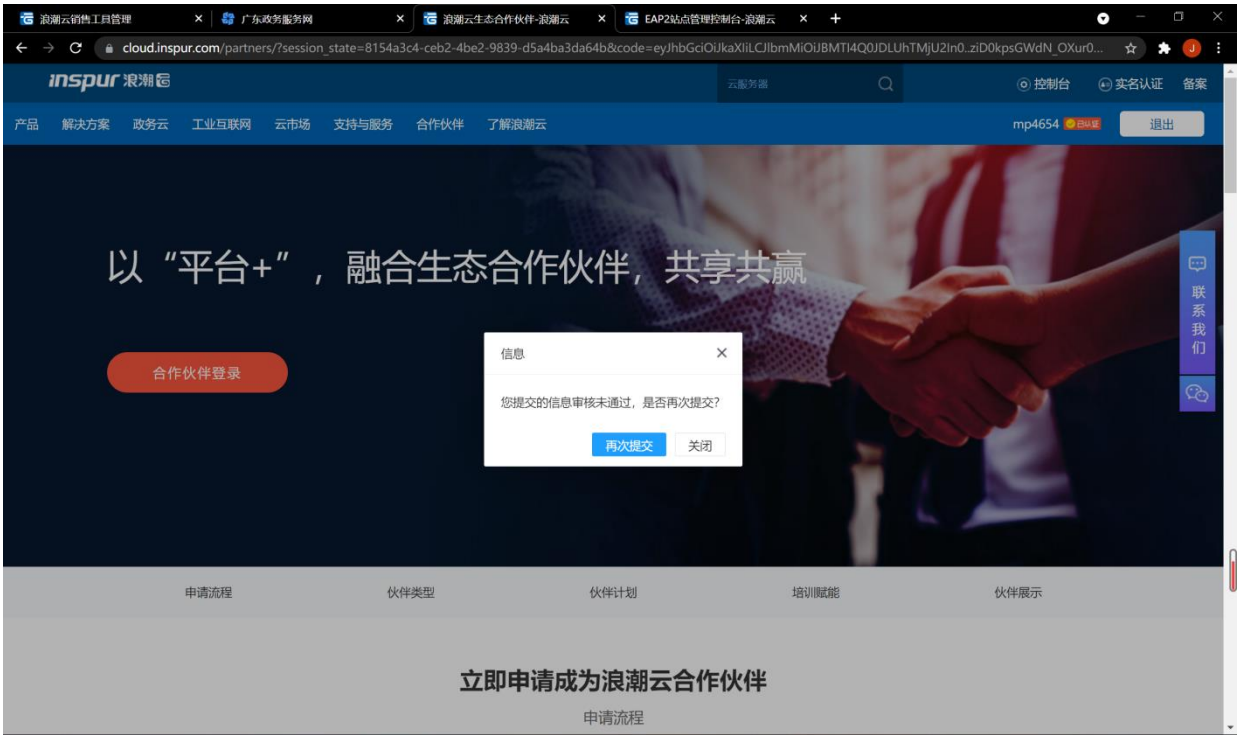 浪潮云销售工具管理
广东政务服务网
浪潮云生态合作伙伴-浪潮云
EAP2站点管理控制台-浪潮云
cloud.inspur.com/partners/?session_state=8154a3c4-ceb2-4be2-9839-d5a4ba3da64b&code=eyJhbGciOiJkaXIiLCJlbmMiOiJBMTI4Q0JDLUhTMjU2In0..ziD0kpsGWdN_OXur0...
J
inspur 浪潮
云服务器
控制台
实名认证
备案
产品
解决方案
政务云
工业互联网
云市场
支持与服务
合作伙伴
了解浪潮云
mp4654
已认证
退出
以“平台+”，融合生态合作伙伴，共享共赢
合作伙伴登录
信息
您提交的信息审核未通过，是否再次提交?
再次提交
关闭
联系我们
申请流程
伙伴类型
伙伴计划
培训赋能
伙伴展示
立即申请成为浪潮云合作伙伴
申请流程